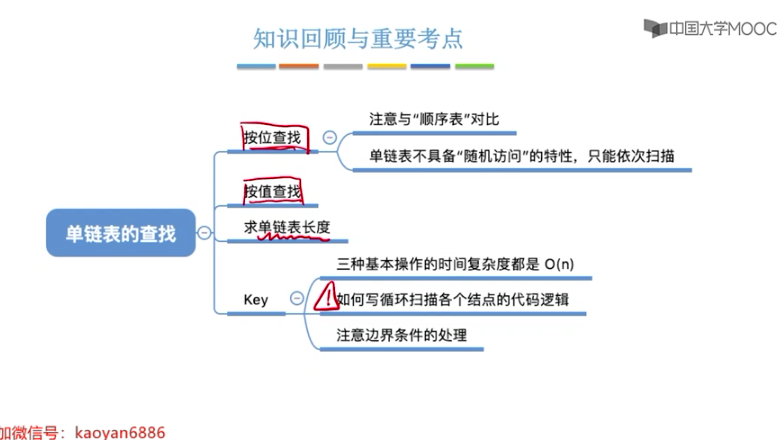 知识回顾与重要考点
中国大学MOOC
按位查找
注意与“顺序表”对比
单链表不具备“随机访问”的特性，只能依次扫描
按值查找
单链表的查找
求单链表长度
三种基本操作的时间复杂度都是 O(n)
Key
如何写循环扫描各个结点的代码逻辑
注意边界条件的处理
加微信号：kaoyan6886